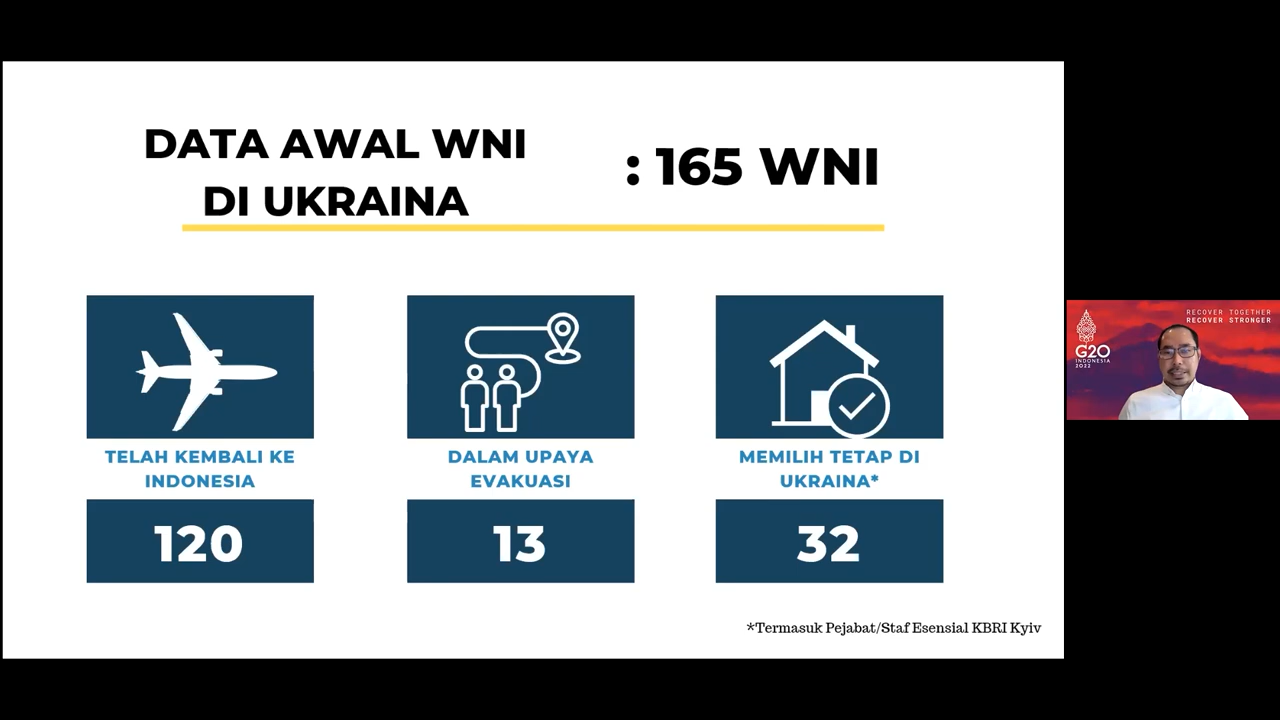 DATA AWAL WNI
DI UKRAINA
: 165 WNI
TELAH KEMBALI KE
INDONESIA
120
DALAM UPAYA
EVAKUASI
13
MEMILIH TETAP DI
UKRAINA*
32
*Termasuk Pejabat/Staf Esensial KBRI Kyiv
RECOVER TOGETHER
RECOVER STRONGER
G20
INDONESIA
2022